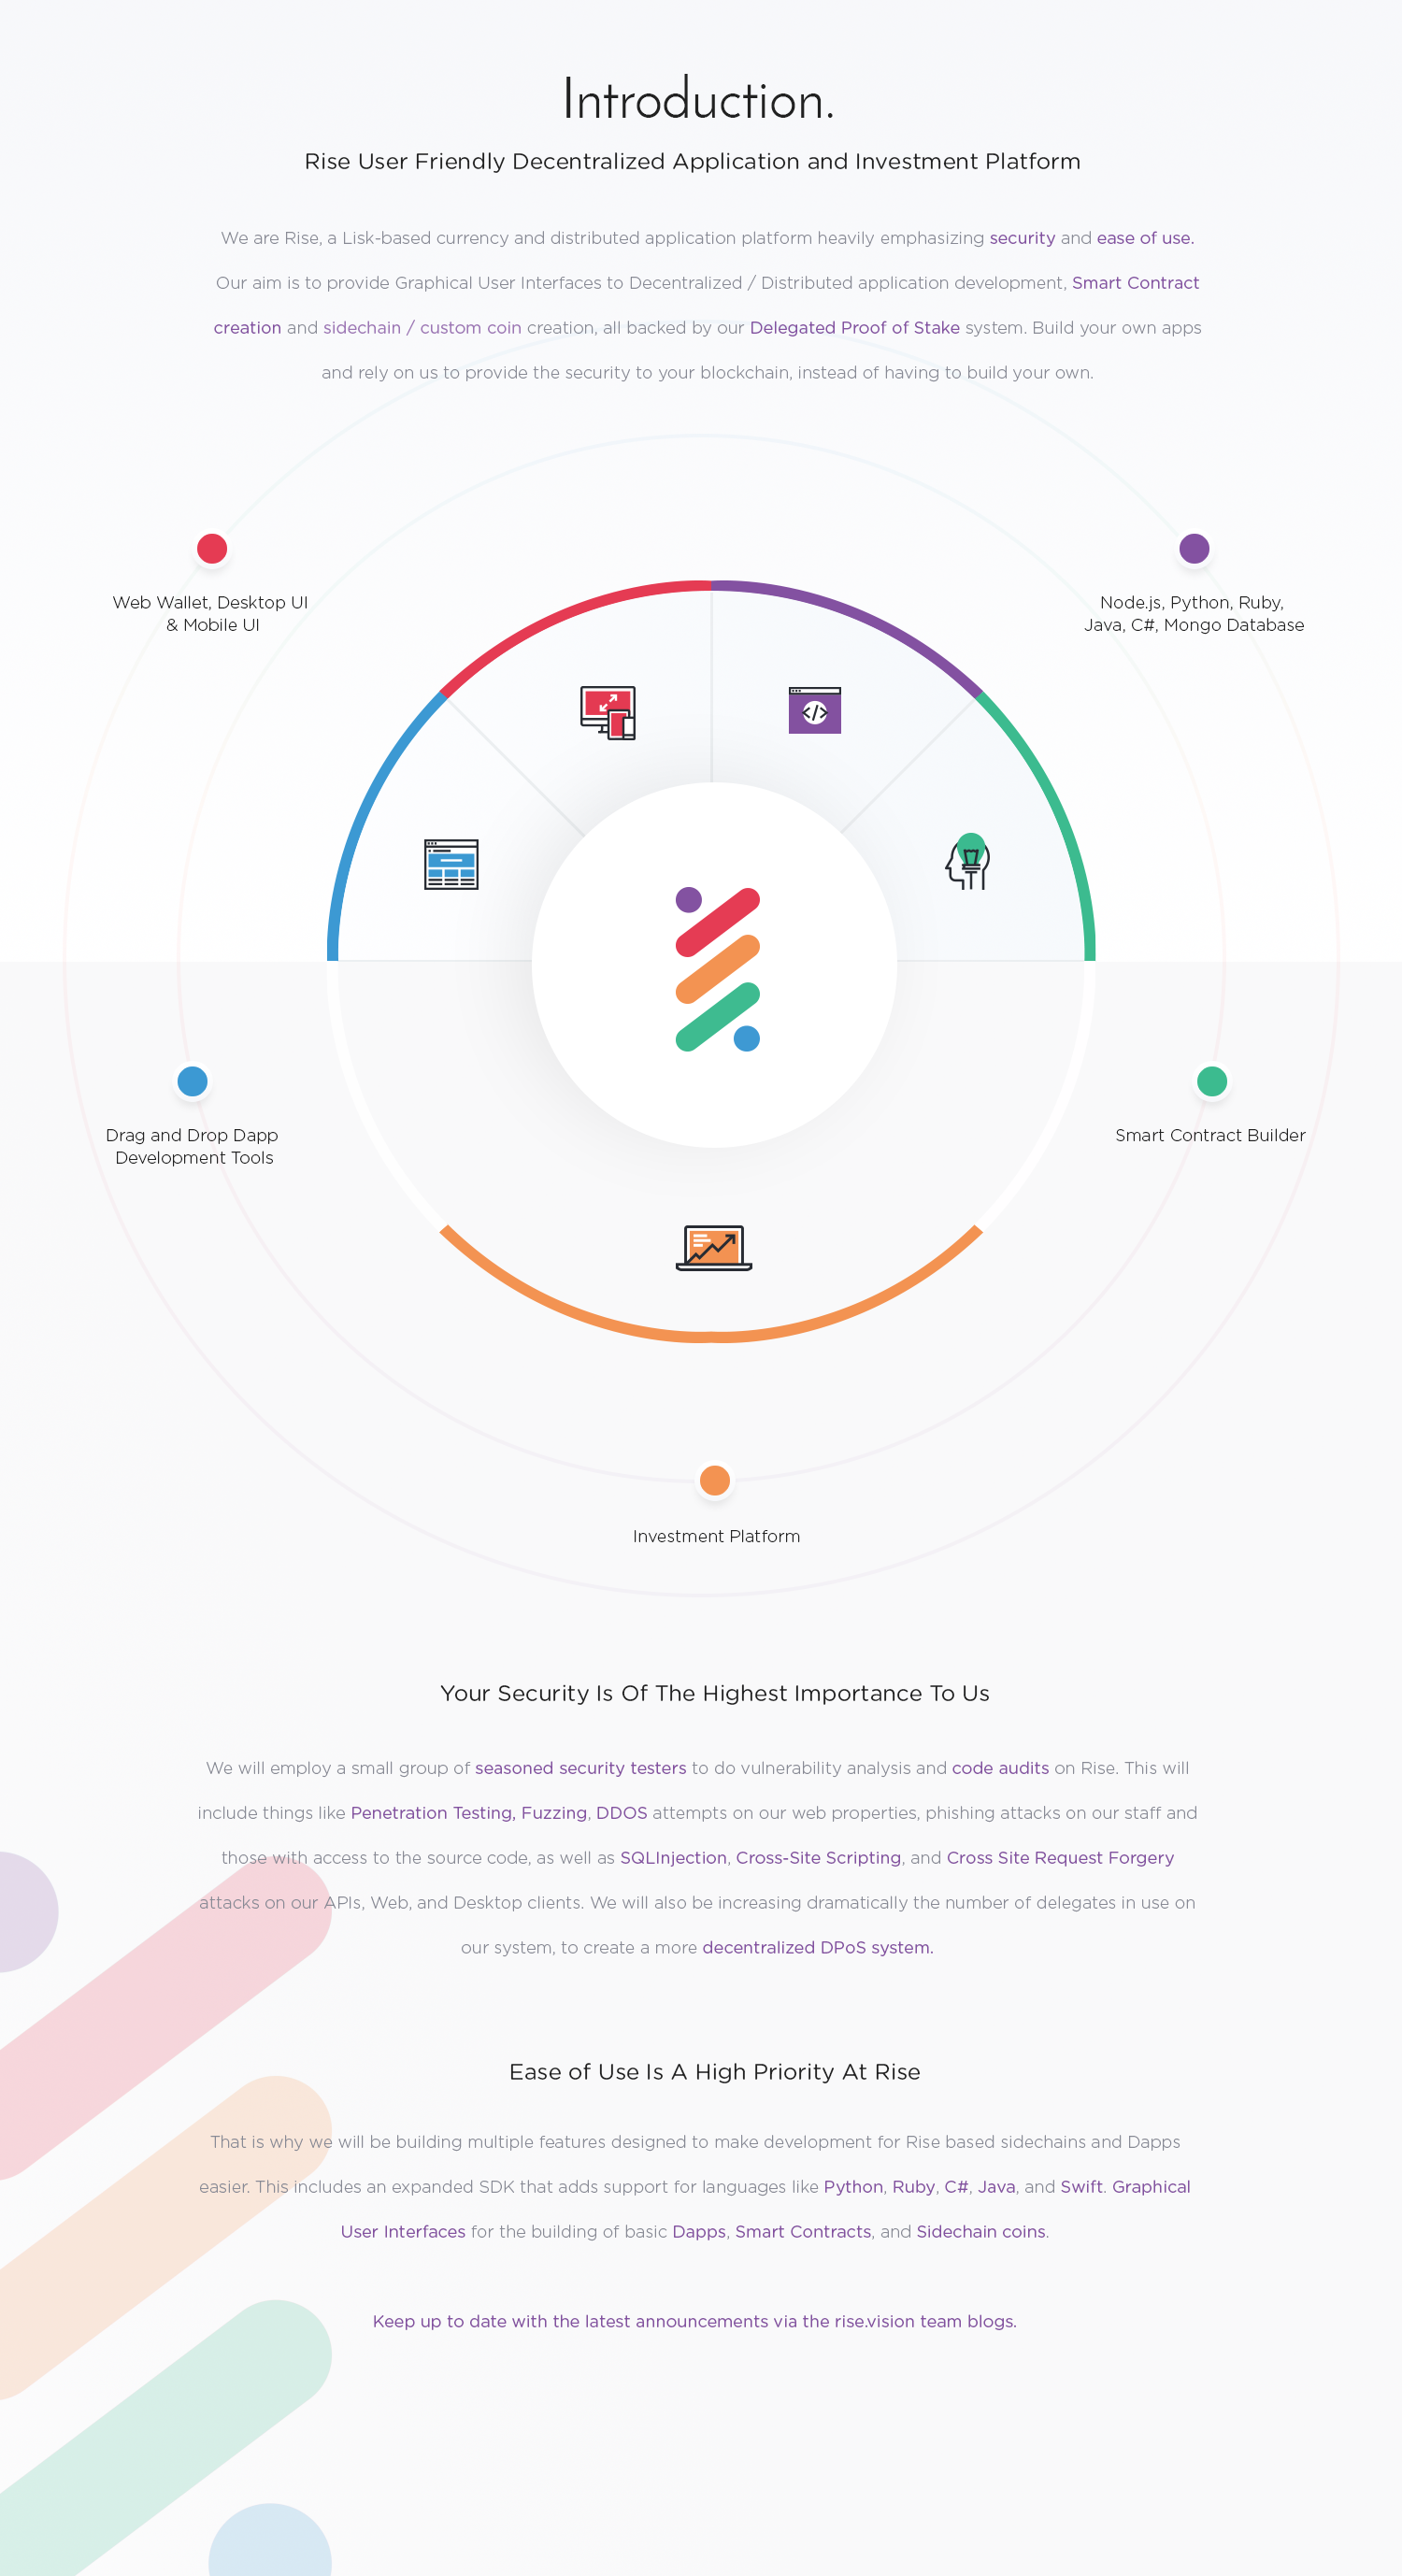 Introduction.
Rise User Friendly Decentralized Application and Investment Platform
We are Rise, a Lisk-based currency and distributed application platform heavily emphasizing security and ease of use.
Our aim is to provide Graphical User Interfaces to Decentralized / Distributed application development, Smart Contract
creation and sidechain / custom coin creation, all backed by our Delegated Proof of Stake system. Build your own apps
and rely on us to provide the security to your blockchain, instead of having to build your own.
Web Wallet, Desktop UI
& Mobile UI
Node.js, Python, Ruby,
Java, C#, Mongo Database
Drag and Drop Dapp
Development Tools
Smart Contract Builder
Investment Platform
Your Security Is Of The Highest Importance To Us
We will employ a small group of seasoned security testers to do vulnerability analysis and code audits on Rise. This will
include things like Penetration Testing, Fuzzing, DDOS attempts on our web properties, phishing attacks on our staff and
those with access to the source code, as well as SQLInjection, Cross-Site Scripting, and Cross Site Request Forgery
attacks on our APIs, Web, and Desktop clients. We will also be increasing dramatically the number of delegates in use on
our system, to create a more decentralized DPoS system.
Ease of Use Is A High Priority At Rise
That is why we will be building multiple features designed to make development for Rise based sidechains and Dapps
easier. This includes an expanded SDK that adds support for languages like Python, Ruby, C#, Java, and Swift. Graphical
User Interfaces for the building of basic Dapps, Smart Contracts, and Sidechain coins.
Keep up to date with the latest announcements via the rise.vision team blogs.